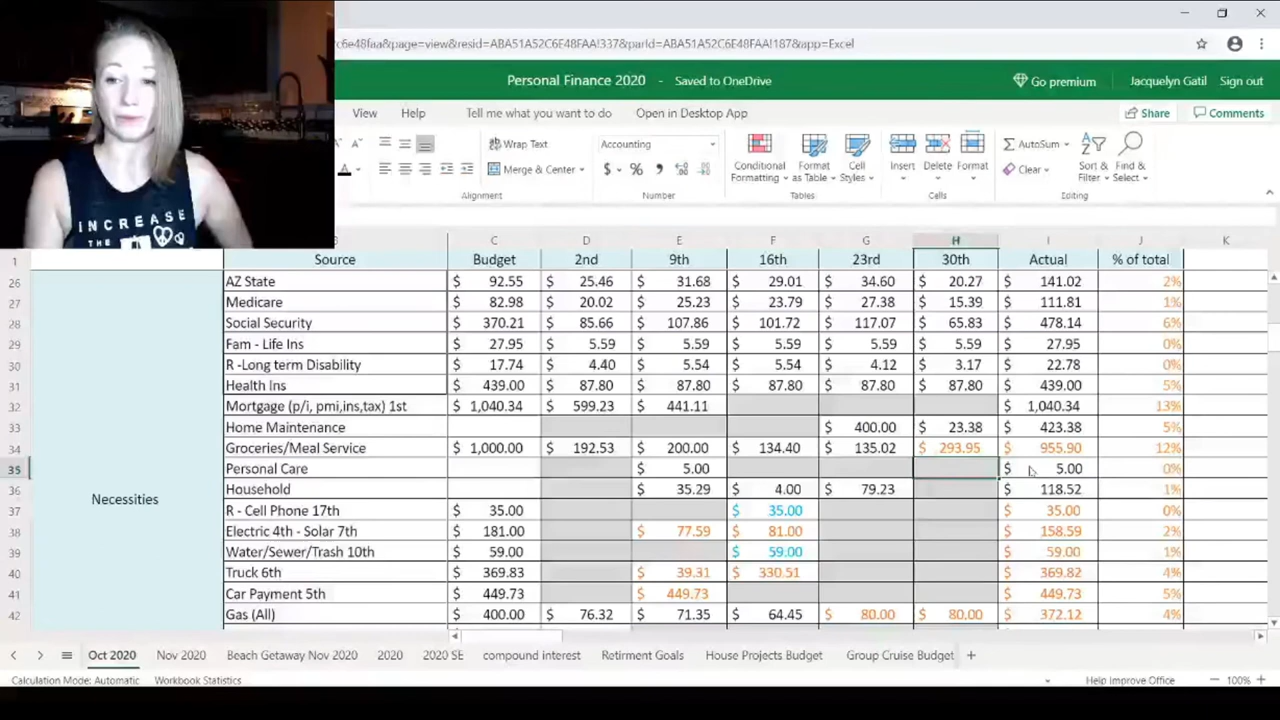 c6e48faa&page=view&resid=ABA51A52C6E48FAA!337&parId=ABA51A52C6E48FAA!187&app=Excel
Personal Finance 2020 - Saved to OneDrive
Go premium Jacquelyn Gatil Sign out
View Help Tell me what you want to do Open in Desktop App Share Comments
Wrap Text Accounting AutoSum
Merge & Center $ % , Conditional Formatting Format as Table Cell Styles Insert Delete Format Clear Sort & Filter Find & Select
Alignment Number Tables Cells Editing
INCREASE
THE
B C D E F G H I J K
1 Source Budget 2nd 9th 16th 23rd 30th Actual % of total
26 AZ State $ 92.55 $ 25.46 $ 31.68 $ 29.01 $ 34.60 $ 20.27 $ 141.02 2%
27 Medicare $ 82.98 $ 20.02 $ 25.23 $ 23.79 $ 27.38 $ 15.39 $ 111.81 1%
28 Social Security $ 370.21 $ 85.66 $ 107.86 $ 101.72 $ 117.07 $ 65.83 $ 478.14 6%
29 Fam - Life Ins $ 27.95 $ 5.59 $ 5.59 $ 5.59 $ 5.59 $ 5.59 $ 27.95 0%
30 R -Long term Disability $ 17.74 $ 4.40 $ 5.54 $ 5.54 $ 4.12 $ 3.17 $ 22.78 0%
31 Health Ins $ 439.00 $ 87.80 $ 87.80 $ 87.80 $ 87.80 $ 87.80 $ 439.00 5%
32 Mortgage (p/i, pmi,ins,tax) 1st $ 1,040.34 $ 599.23 $ 441.11 $ 1,040.34 13%
33 Home Maintenance $ 400.00 $ 23.38 $ 423.38 5%
34 Groceries/Meal Service $ 1,000.00 $ 192.53 $ 200.00 $ 134.40 $ 135.02 $ 293.95 $ 955.90 12%
35 Personal Care $ 5.00 $ 5.00 0%
36 Household $ 35.29 $ 4.00 $ 79.23 $ 118.52 1%
Necessities
37 R - Cell Phone 17th $ 35.00 $ 35.00 $ 35.00 0%
38 Electric 4th - Solar 7th $ 181.00 $ 77.59 $ 81.00 $ 158.59 2%
39 Water/Sewer/Trash 10th $ 59.00 $ 59.00 $ 59.00 1%
40 Truck 6th $ 369.83 $ 39.31 $ 330.51 $ 369.82 4%
41 Car Payment 5th $ 449.73 $ 449.73 $ 449.73 5%
42 Gas (All) $ 400.00 $ 76.32 $ 71.35 $ 64.45 $ 80.00 $ 80.00 $ 372.12 4%
Oct 2020 Nov 2020 Beach Getaway Nov 2020 2020 2020 SE compound interest Retirment Goals House Projects Budget Group Cruise Budget +
Calculation Mode: Automatic Workbook Statistics Help Improve Office - 100% +